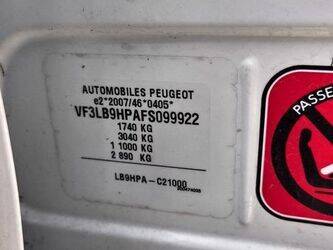 AUTOMOBILES PEUGEOT
e2*2007/46*0405*
VF3LB9HPAFS099922
1740 KG
3040 KG
1 1000 KG
2 890 KG
LB9HPA-C21000
PASSE